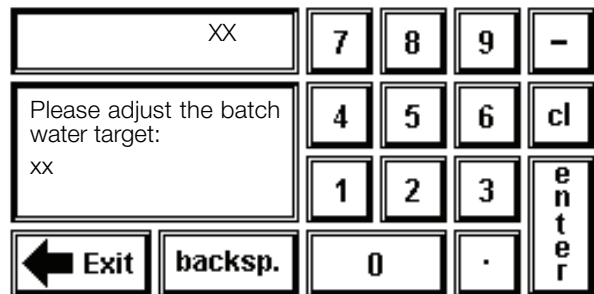 XX
7 8 9 –
Please adjust the batch
water target:
xx
4 5 6 cl
1 2 3 enter
Exit backsp. 0 .